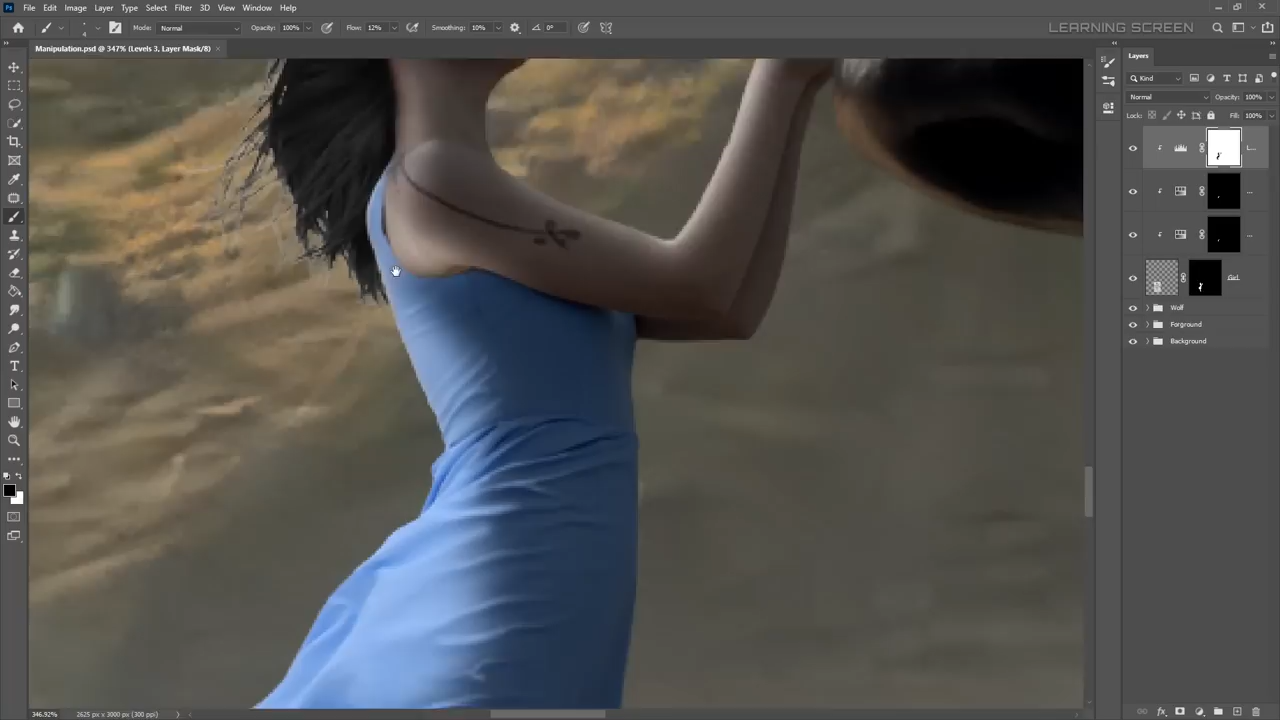 File Edit Image Layer Type Select Filter 3D View Window Help
Mode: Normal Opacity: 100% Flow: 12% Smoothing: 10% 0° LEARNING SCREEN
Manipulation.psd @ 347% (Levels 3, Layer Mask/8) ×
Layers
Kind
Normal Opacity: 100%
Lock: Fill: 100%
L...
...
...
Girl
Wolf
Forground
Background
346.92% 2625 px x 3000 px (300 ppi)